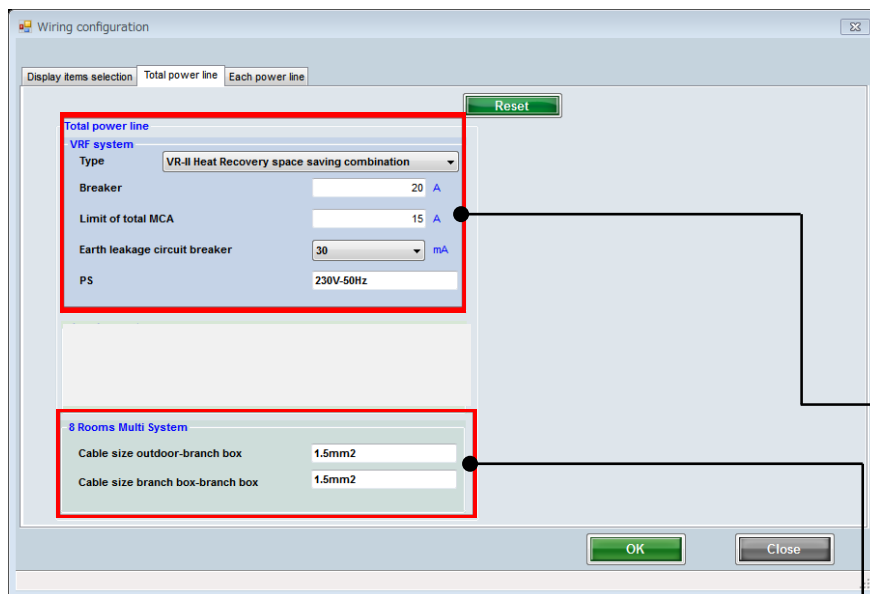 Wiring configuration
Display items selection Total power line Each power line
Reset
Total power line
VRF system
Type VR-II Heat Recovery space saving combination
Breaker 20 A
Limit of total MCA 15 A
Earth leakage circuit breaker 30 mA
PS 230V-50Hz
8 Rooms Multi System
Cable size outdoor-branch box 1.5mm2
Cable size branch box-branch box 1.5mm2
OK Close